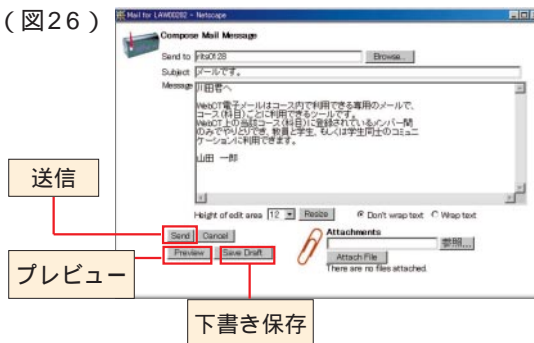 (図26)
Mail for LAW00282 - Netscape
Compose Mail Message
Send to rits0128 Browse...
Subject メールです。
Message 川田君へ
WebCT電子メールはコース内で利用できる専用のメールで、
コース(科目)ごとに利用できるツールです。
WebCT上の当該コース(科目)に登録されているメンバー間
のみでやりとりでき、教員と学生、もしくは学生同士のコミュニ
ケーションに利用できます。
山田 一郎
Height of edit area 12 Resize Don't wrap text Wrap text
送信
Send Cancel
Attachments
参照...
プレビュー
Preview Save Draft
Attach File
There are no files attached.
下書き保存